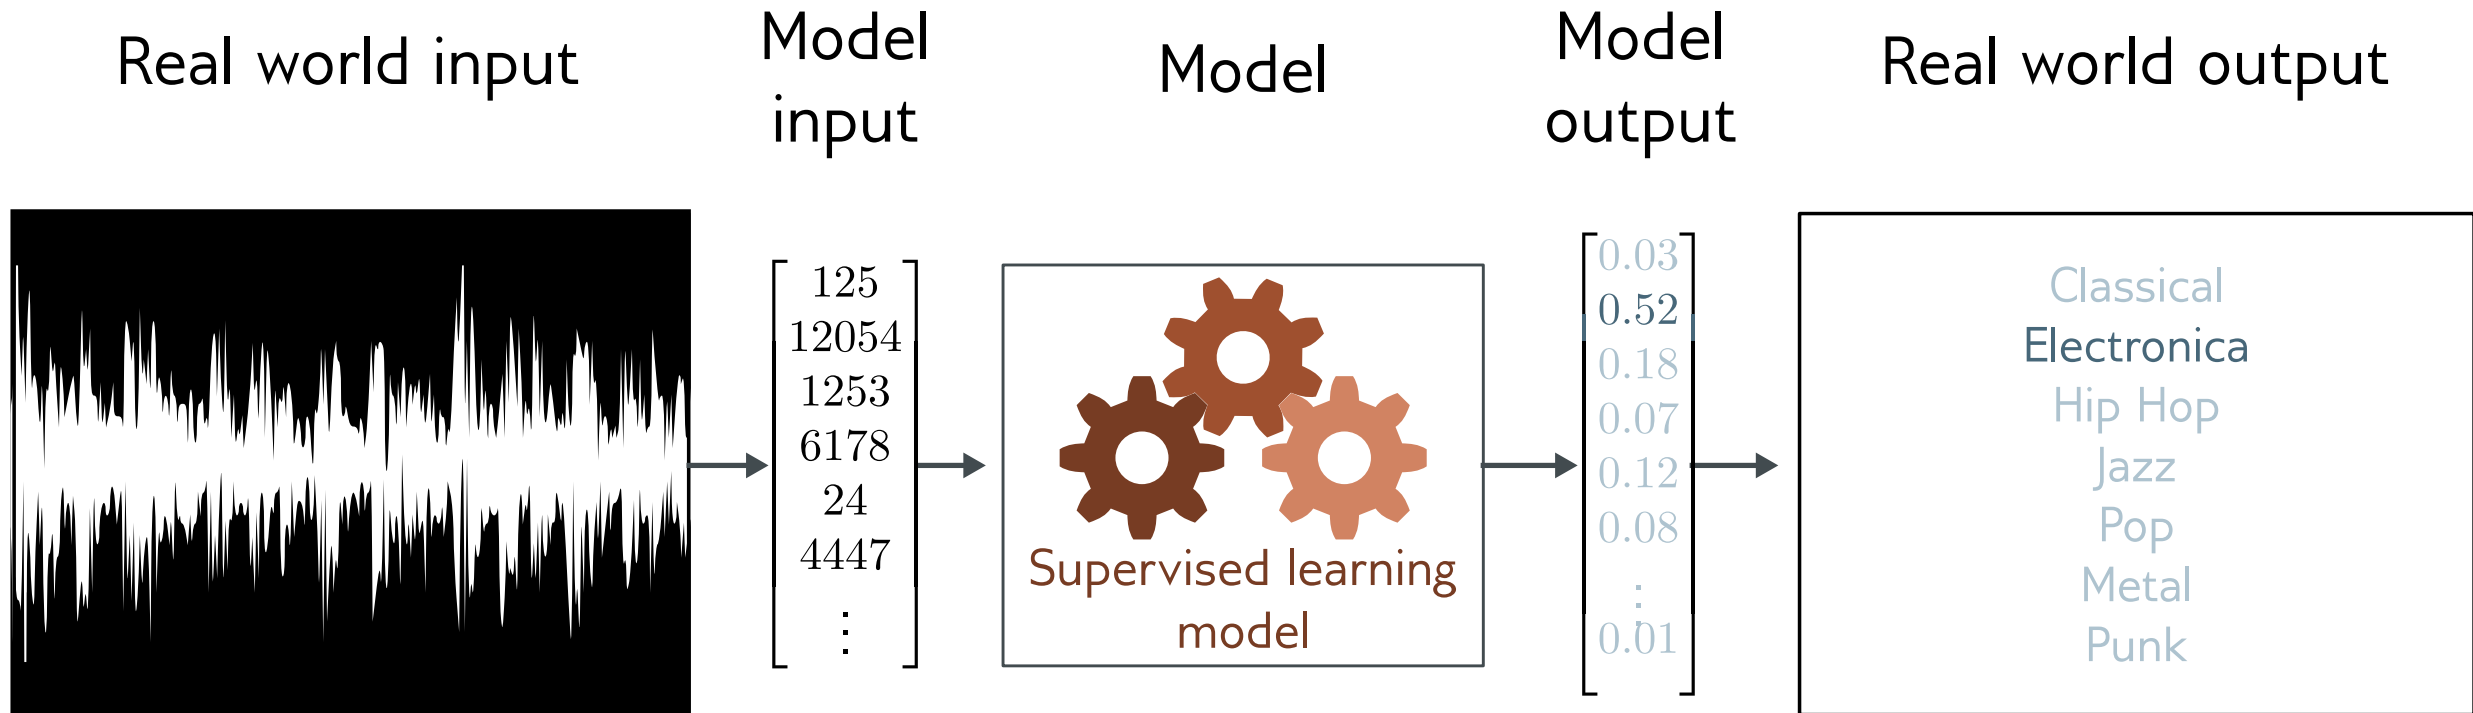 Real world input
Model
input
Model
Model
output
Real world output
125
12054
1253
6178
24
4447
⋮
Supervised learning
model
0.03
0.52
0.18
0.07
0.12
0.08
⋮
0.01
Classical
Electronica
Hip Hop
Jazz
Pop
Metal
Punk